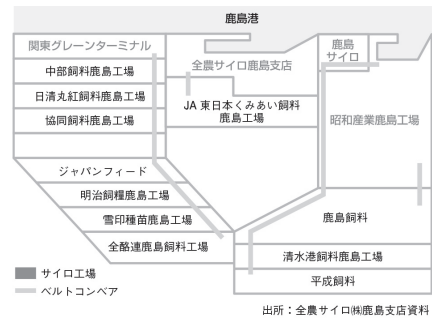 鹿島港
関東グレーンターミナル
中部飼料鹿島工場
日清丸紅飼料鹿島工場
協同飼料鹿島工場
ジャパンフィード
明治飼糧鹿島工場
雪印種苗鹿島工場
全酪連鹿島飼料工場
全農サイロ鹿島支店
JA 東日本くみあい飼料
鹿島工場
鹿島
サイロ
昭和産業鹿島工場
鹿島飼料
清水港飼料鹿島工場
平成飼料
サイロ工場
ベルトコンベア
出所：全農サイロ㈱鹿島支店資料